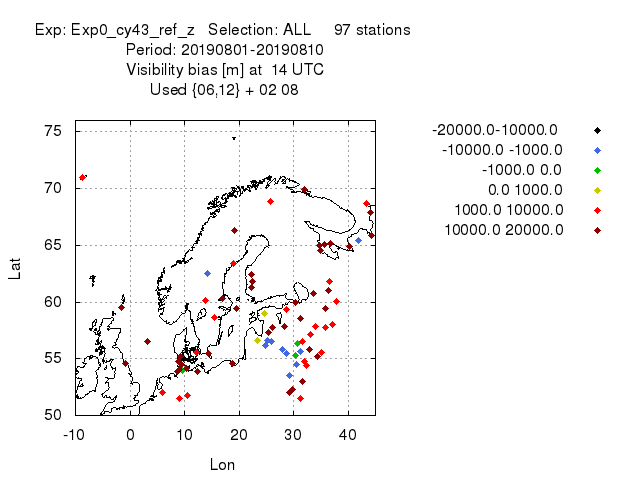 Exp: Exp0_cy43_ref_z   Selection: ALL     97 stations
Period: 20190801-20190810
Visibility bias [m] at  14 UTC
Used {06,12} + 02 08
-20000.0-10000.0
-10000.0 -1000.0
-1000.0 0.0
0.0 1000.0
1000.0 10000.0
10000.0 20000.0
75
70
65
60
55
50
Lat
-10 0 10 20 30 40
Lon